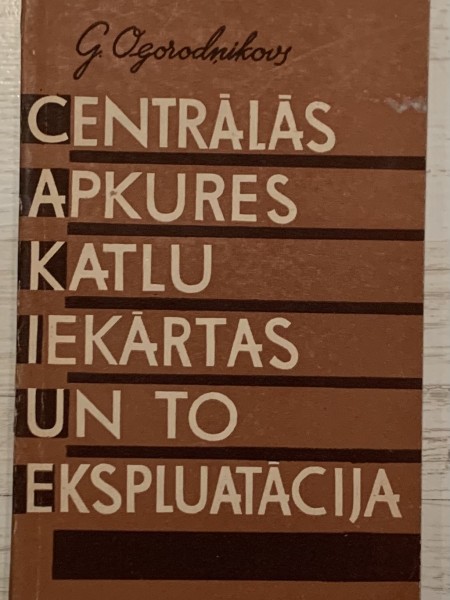 G. Ogorodņikovs
CENTRĀLĀS
APKURES
KATLU
IEKĀRTAS
UN TO
EKSPLUATĀCIJA